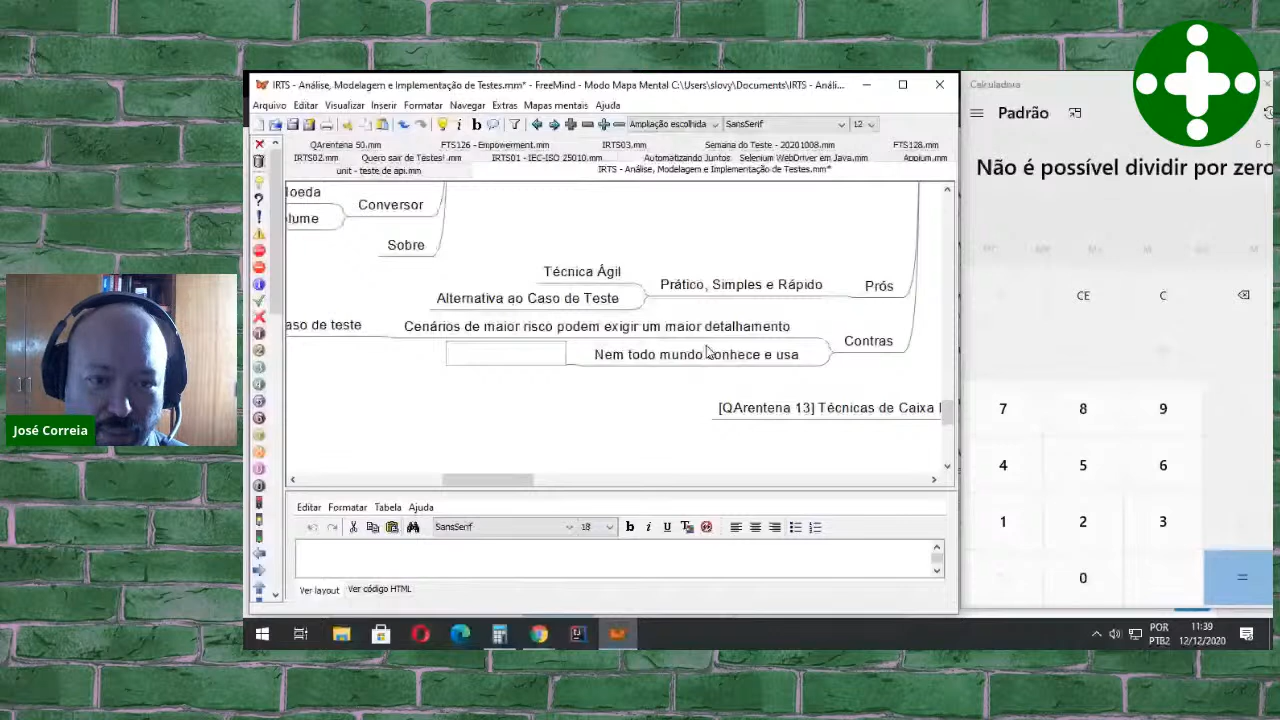 IRTS - Análise, Modelagem e Implementação de Testes.mm* - FreeMind - Modo Mapa Mental C:\Users\slovy\Documents\IRTS - Análi...
Arquivo Editar Visualizar Inserir Formatar Navegar Extras Mapas mentais Ajuda
Ampliação escolhida SansSerif 12
QArentena 50.mm FTS126 - Empowerment.mm IRTS03.mm Semana do Teste - 20201008.mm FTS128.mm
IRTS02.mm Quero sair de Testes!.mm IRTS01 - IEC-ISO 25010.mm Automatizando Juntos: Selenium WebDriver em Java.mm Appium.mm
unit - teste de api.mm IRTS - Análise, Modelagem e Implementação de Testes.mm*
loeda
lume
Conversor
Sobre
Técnica Ágil
Alternativa ao Caso de Teste
Prático, Simples e Rápido
Prós
aso de teste
Cenários de maior risco podem exigir um maior detalhamento
Nem todo mundo conhece e usa
Contras
[QArentena 13] Técnicas de Caixa
Editar Formatar Tabela Ajuda
SansSerif 18
Ver layout Ver código HTML
Calculadora
Padrão
6 ÷
Não é possível dividir por zero
CE C
7 8 9
4 5 6
1 2 3
0 =
José Correia
POR
PTB2
11:39
12/12/2020